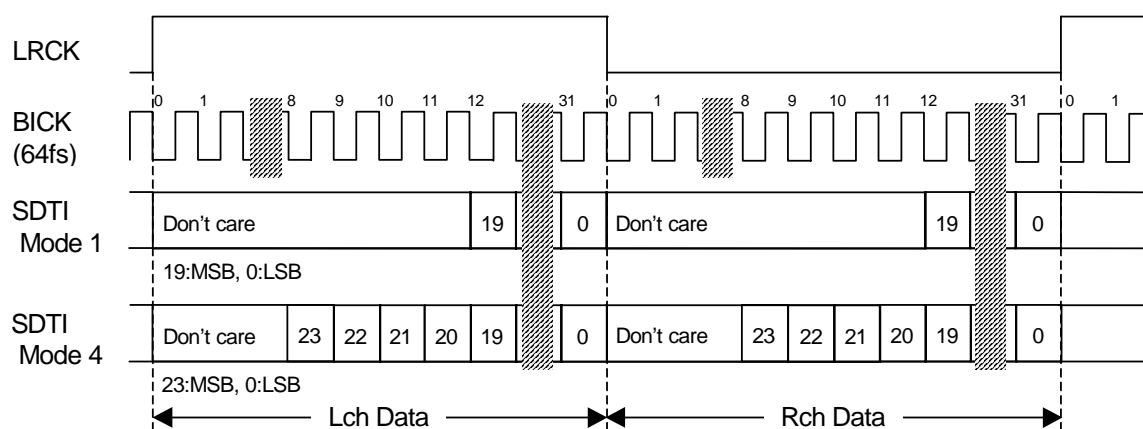 LRCK
0 1 8 9 10 11 12 31 0 1 8 9 10 11 12 31 0 1
BICK
(64fs)
SDTI
Mode 1
Don't care 19 0 Don't care 19 0
19:MSB, 0:LSB
SDTI
Mode 4
Don't care 23 22 21 20 19 0 Don't care 23 22 21 20 19 0
23:MSB, 0:LSB
Lch Data Rch Data